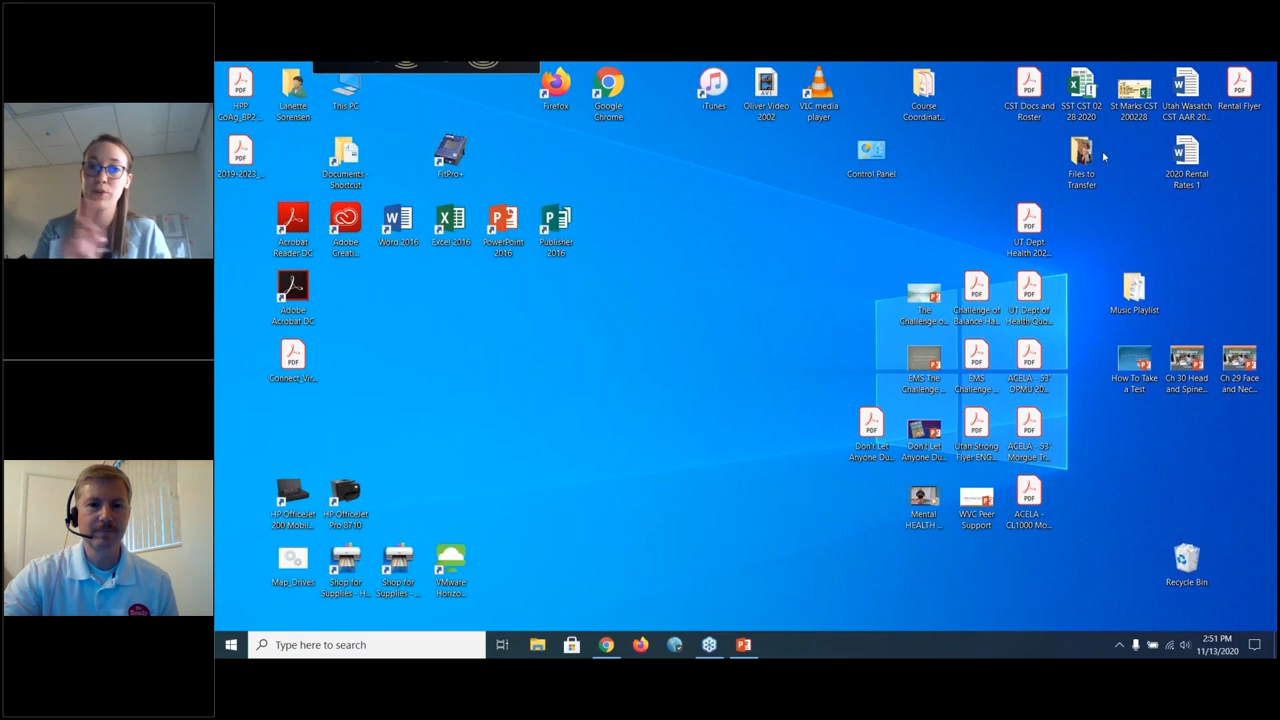 HPP
CoAg_BP2 ...
Lanette
Sorensen
This PC
Firefox
Google
Chrome
iTunes
Oliver Video
2002
VLC media
player
Course
Coordinat...
CST Docs and
Roster
SST CST 02
28 2020
St Marks CST
200228
Utah Wasatch
CST AAR 20...
Rental Flyer
2019-2023_...
Documents -
Shortcut
FitPro+
Control Panel
Files to
Transfer
2020 Rental
Rates 1
Acrobat
Reader DC
Adobe
Creati...
Word 2016
Excel 2016
PowerPoint
2016
Publisher
2016
UT Dept
Health 202...
Adobe
Acrobat DC
The
Challenge o...
Challenge of
Balance Ha...
UT Dept of
Health Quo...
Music Playlist
PDF
Connect_Vir...
EMS The
Challenge ...
EMS
Challenge ...
ACELA - 53'
DPMU 20...
How To Take
a Test
Ch 30 Head
and Spine...
Ch 29 Face
and Nec...
Don't Let
Anyone Du...
Don't Let
Anyone Du...
Utah Strong
Flyer ENG...
ACELA - 53'
Morgue Tr...
HP OfficeJet
200 Mobil...
HP OfficeJet
Pro 8710
Mental
HEALTH ...
WVC Peer
Support
ACELA -
CL1000 Mo...
Map_Drives
Shop for
Supplies - H...
Shop for
Supplies - ...
VMware
Horizo...
Recycle Bin
Type here to search
2:51 PM
11/13/2020